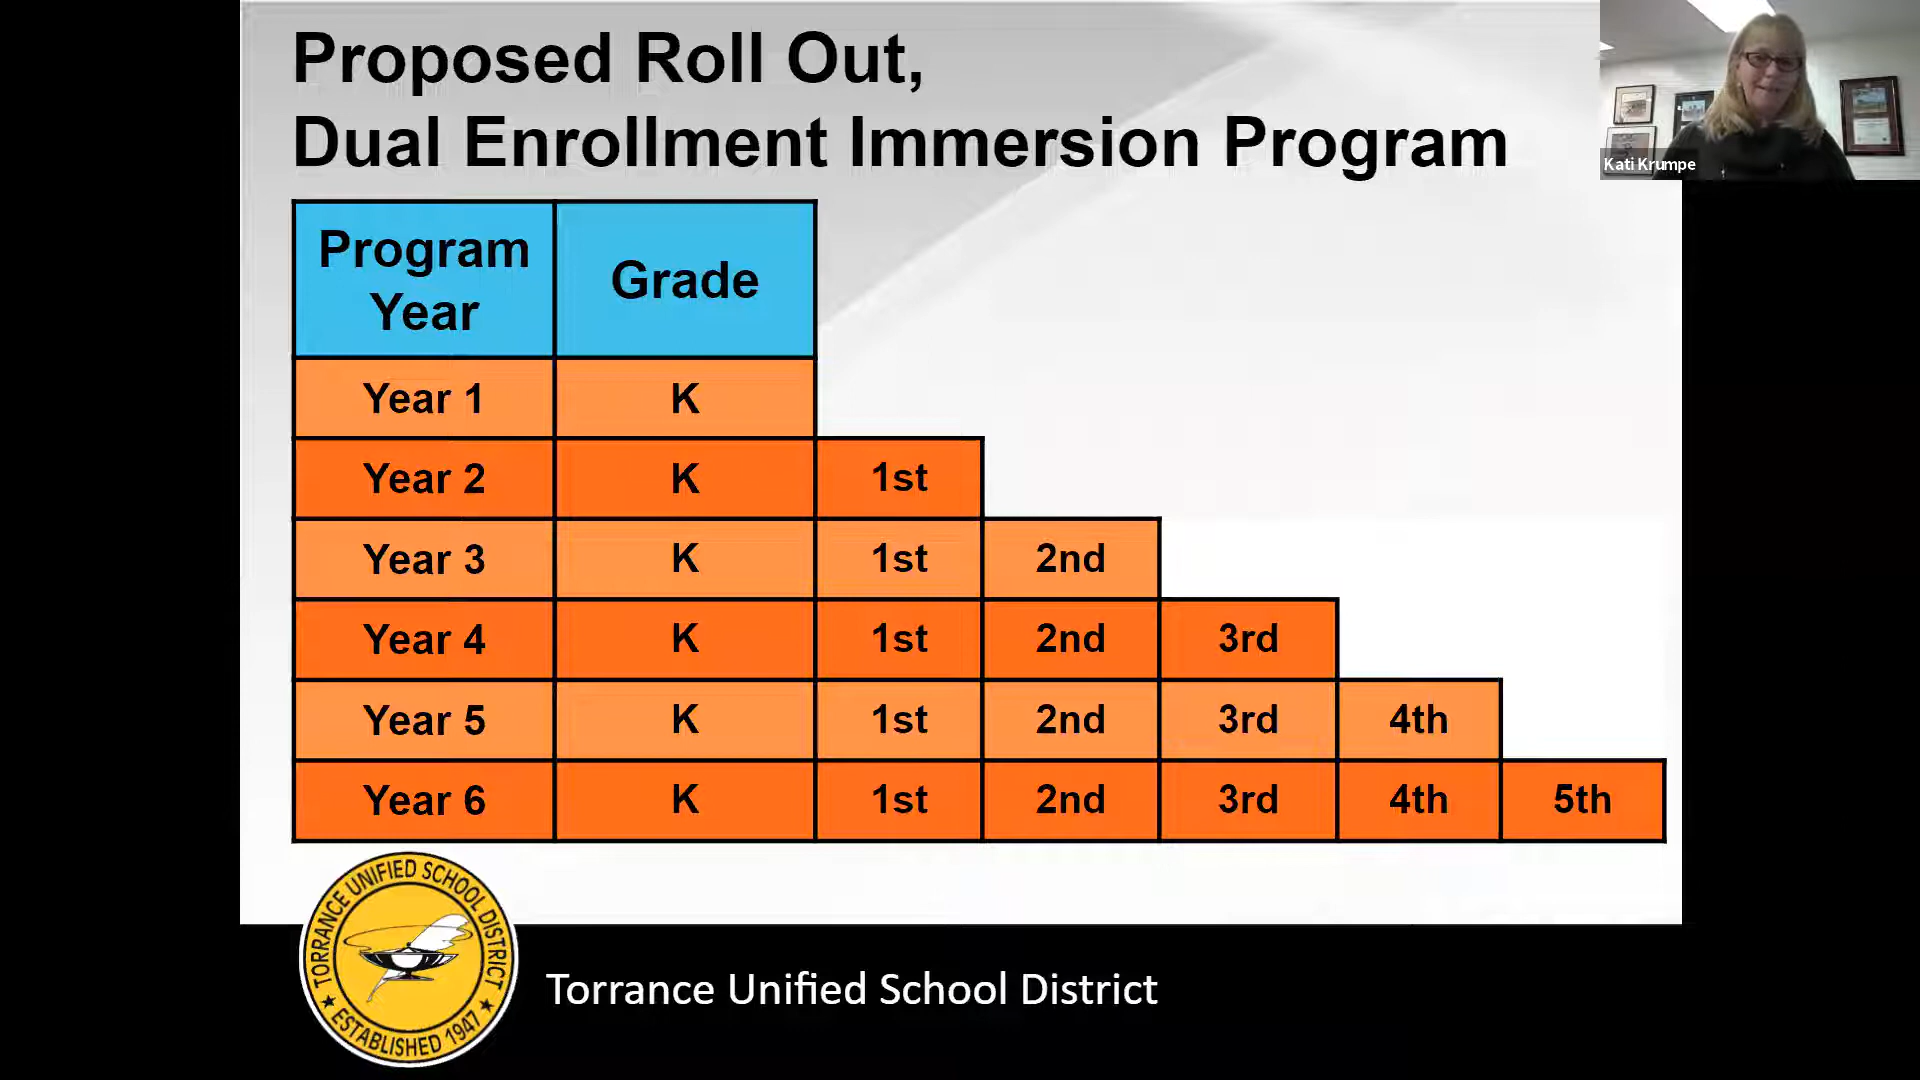 Proposed Roll Out,
Dual Enrollment Immersion Program
Kati Krumpe
Program
Year
Grade
Year 1 K
Year 2 K 1st
Year 3 K 1st 2nd
Year 4 K 1st 2nd 3rd
Year 5 K 1st 2nd 3rd 4th
Year 6 K 1st 2nd 3rd 4th 5th
TORRANCE UNIFIED SCHOOL DISTRICT
ESTABLISHED 1947
Torrance Unified School District